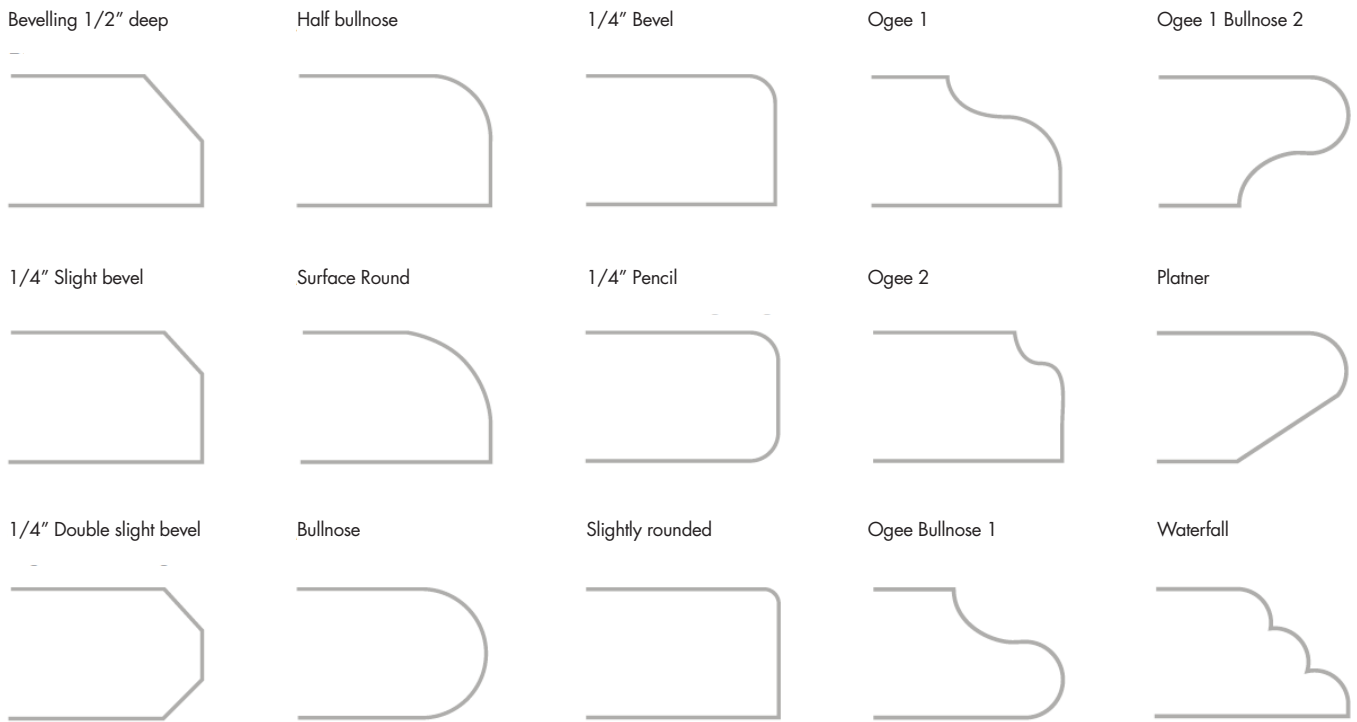 Bevelling 1/2” deep
Half bullnose
1/4” Bevel
Ogee 1
Ogee 1 Bullnose 2
1/4” Slight bevel
Surface Round
1/4” Pencil
Ogee 2
Platner
1/4” Double slight bevel
Bullnose
Slightly rounded
Ogee Bullnose 1
Waterfall